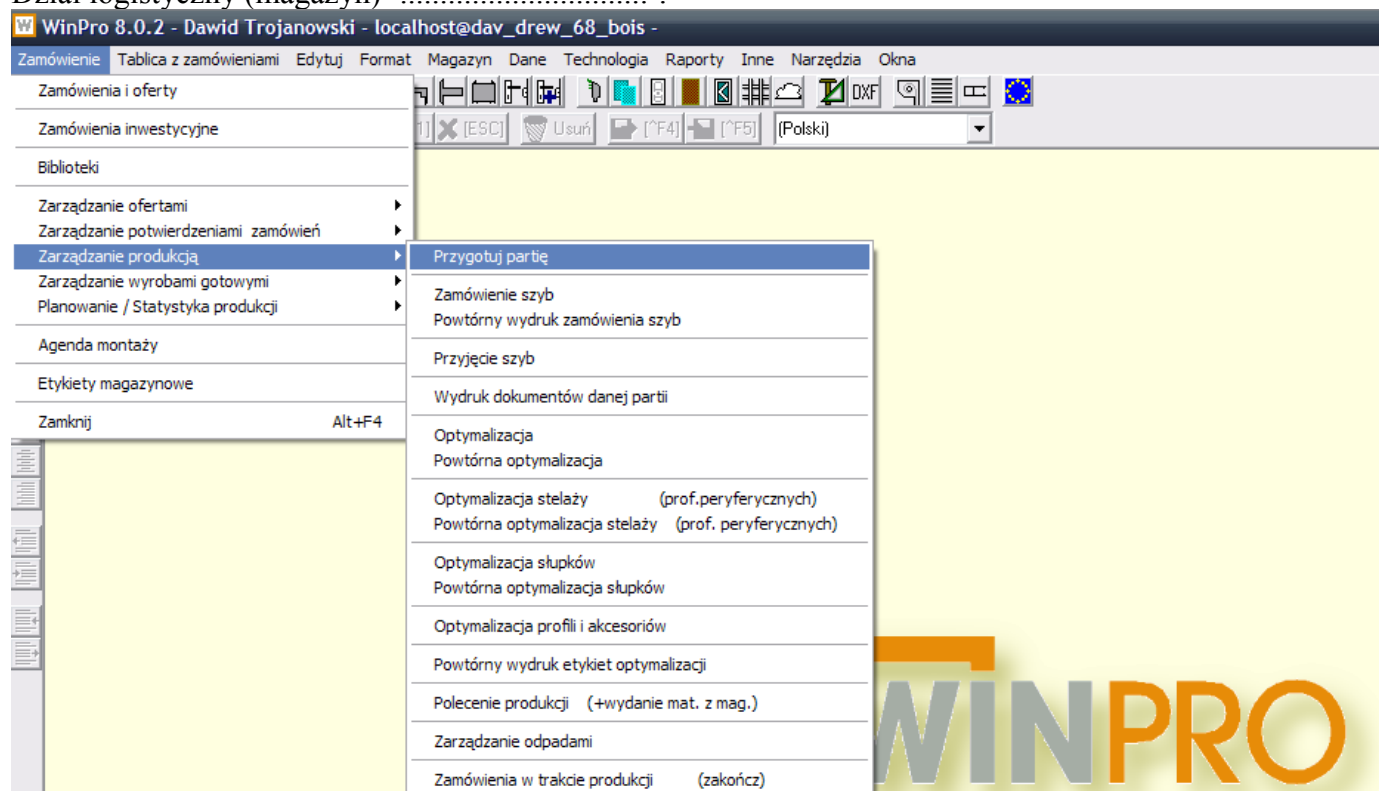 Dział logistyczny (magazyn) "............................... .
WinPro 8.0.2 - Dawid Trojanowski - localhost@dav_drew_68_bois -
Zamówienie Tablica z zamówieniami Edytuj Format Magazyn Dane Technologia Raporty Inne Narzędzia Okna
DXF
[ESC] Usuń [^F4] [^F5] (Polski)
Zamówienia i oferty
Zamówienia inwestycyjne
Biblioteki
Zarządzanie ofertami
Zarządzanie potwierdzeniami zamówień
Zarządzanie produkcją
Zarządzanie wyrobami gotowymi
Planowanie / Statystyka produkcji
Agenda montaży
Etykiety magazynowe
Zamknij Alt+F4
Przygotuj partię
Zamówienie szyb
Powtórny wydruk zamówienia szyb
Przyjęcie szyb
Wydruk dokumentów danej partii
Optymalizacja
Powtórna optymalizacja
Optymalizacja stelaży (prof.peryferycznych)
Powtórna optymalizacja stelaży (prof. peryferycznych)
Optymalizacja słupków
Powtórna optymalizacja słupków
Optymalizacja profili i akcesoriów
Powtórny wydruk etykiet optymalizacji
Polecenie produkcji (+wydanie mat. z mag.)
Zarządzanie odpadami
Zamówienia w trakcie produkcji (zakończ)
WINPRO